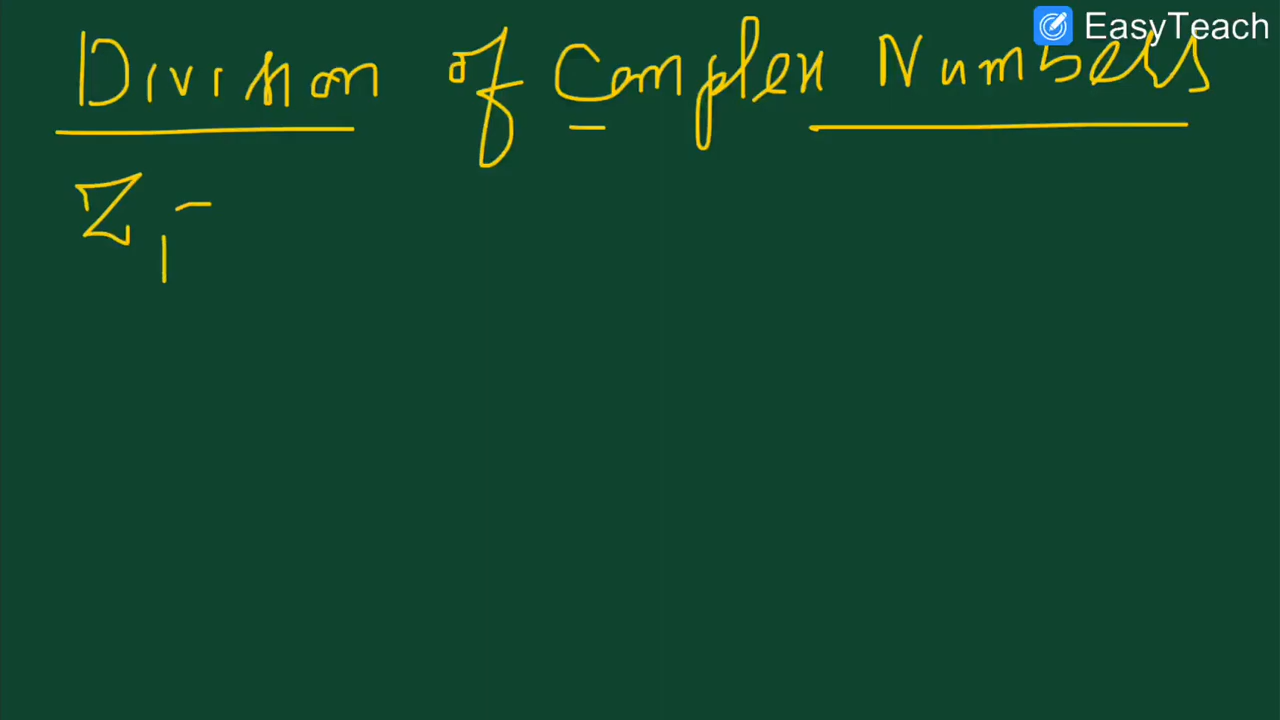 EasyTeach
Division of Complex Numbers
Z₁ -